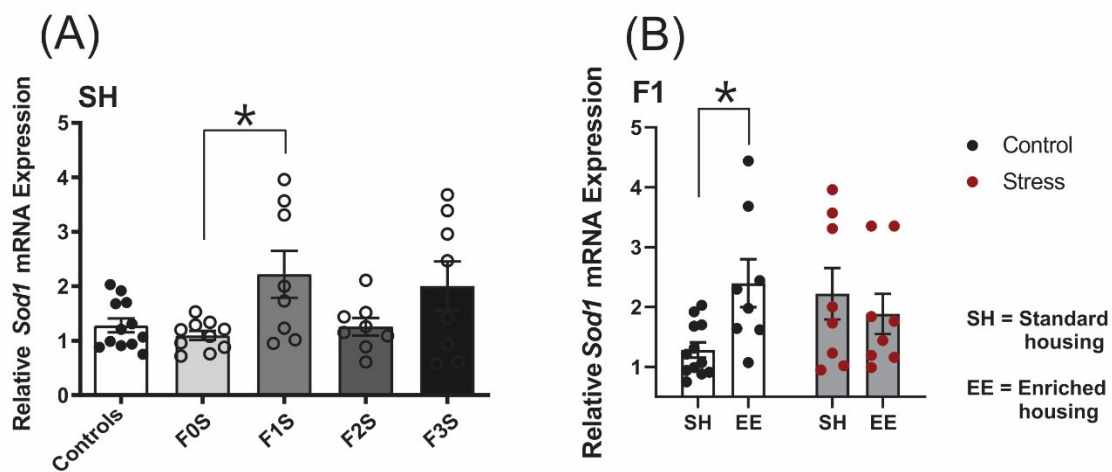 (A)
SH
*
Relative Sod1 mRNA Expression
5
4
3
2
1
0
Controls
F0S
F1S
F2S
F3S
(B)
F1
*
Relative Sod1 mRNA Expression
5
4
3
2
1
SH
EE
SH
EE
Control
Stress
SH = Standard
housing
EE = Enriched
housing